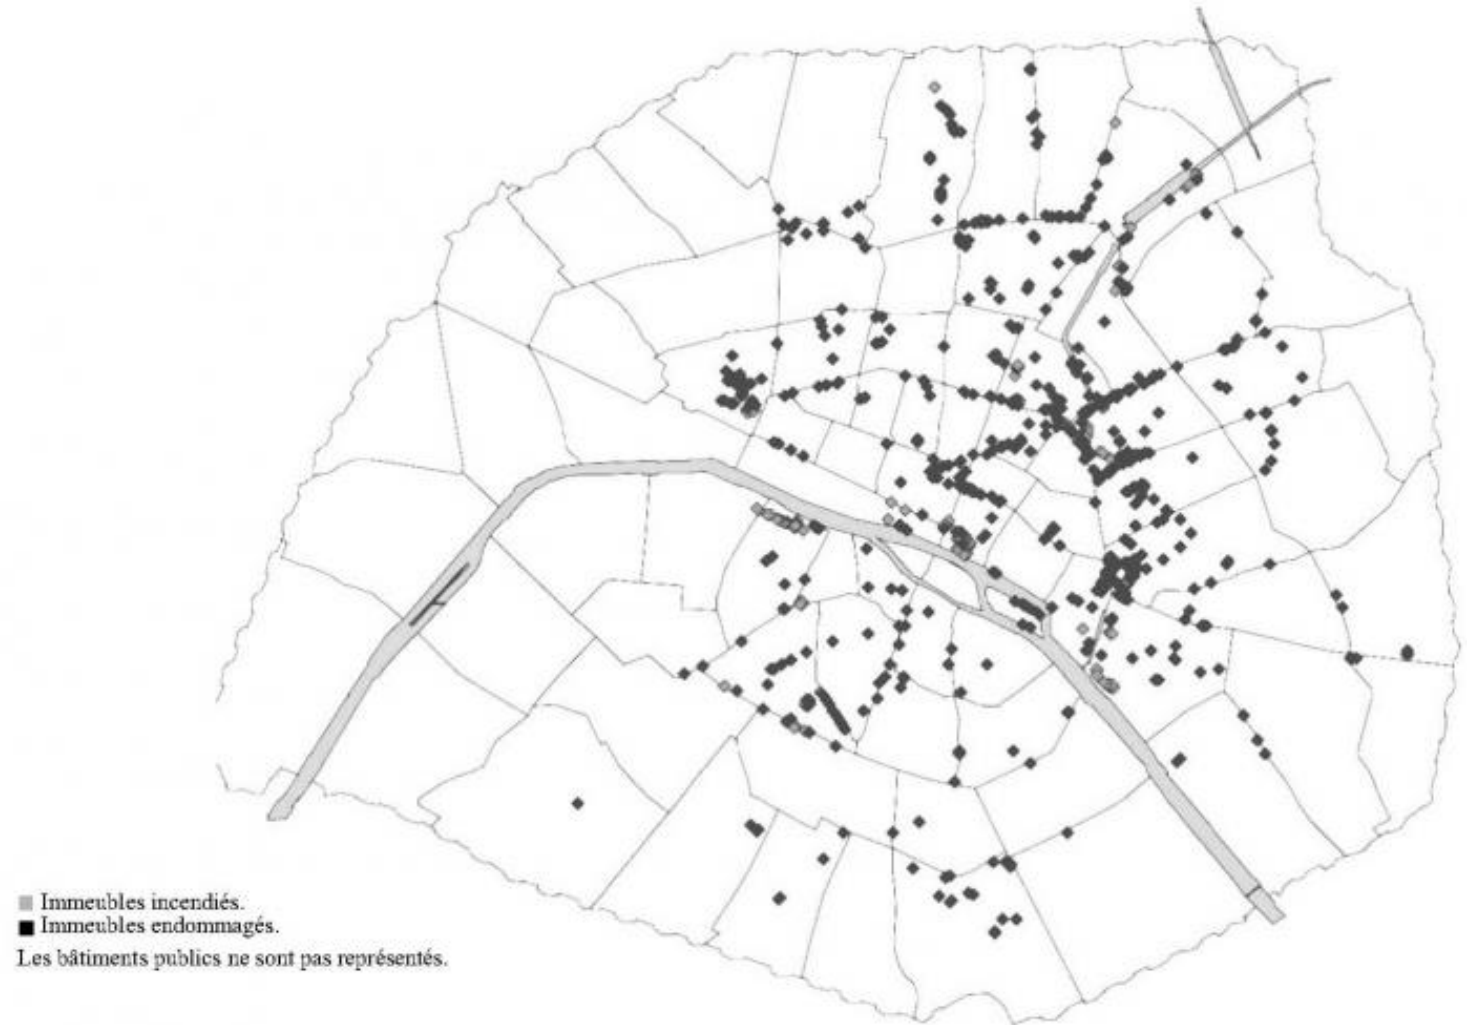 Immeubles incendiés.
Immeubles endommagés.
Les bâtiments publics ne sont pas représentés.